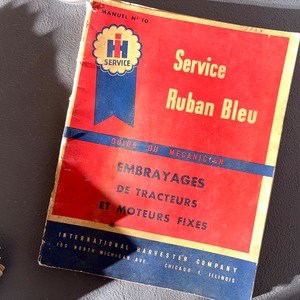 MANUEL Nº 10
IH
SERVICE
Service
Ruban Bleu
GUIDE DU MÉCANICIEN
EMBRAYAGES
DE TRACTEURS
ET MOTEURS FIXES
INTERNATIONAL HARVESTER COMPANY
180 NORTH MICHIGAN AVE. CHICAGO 1, ILLINOIS